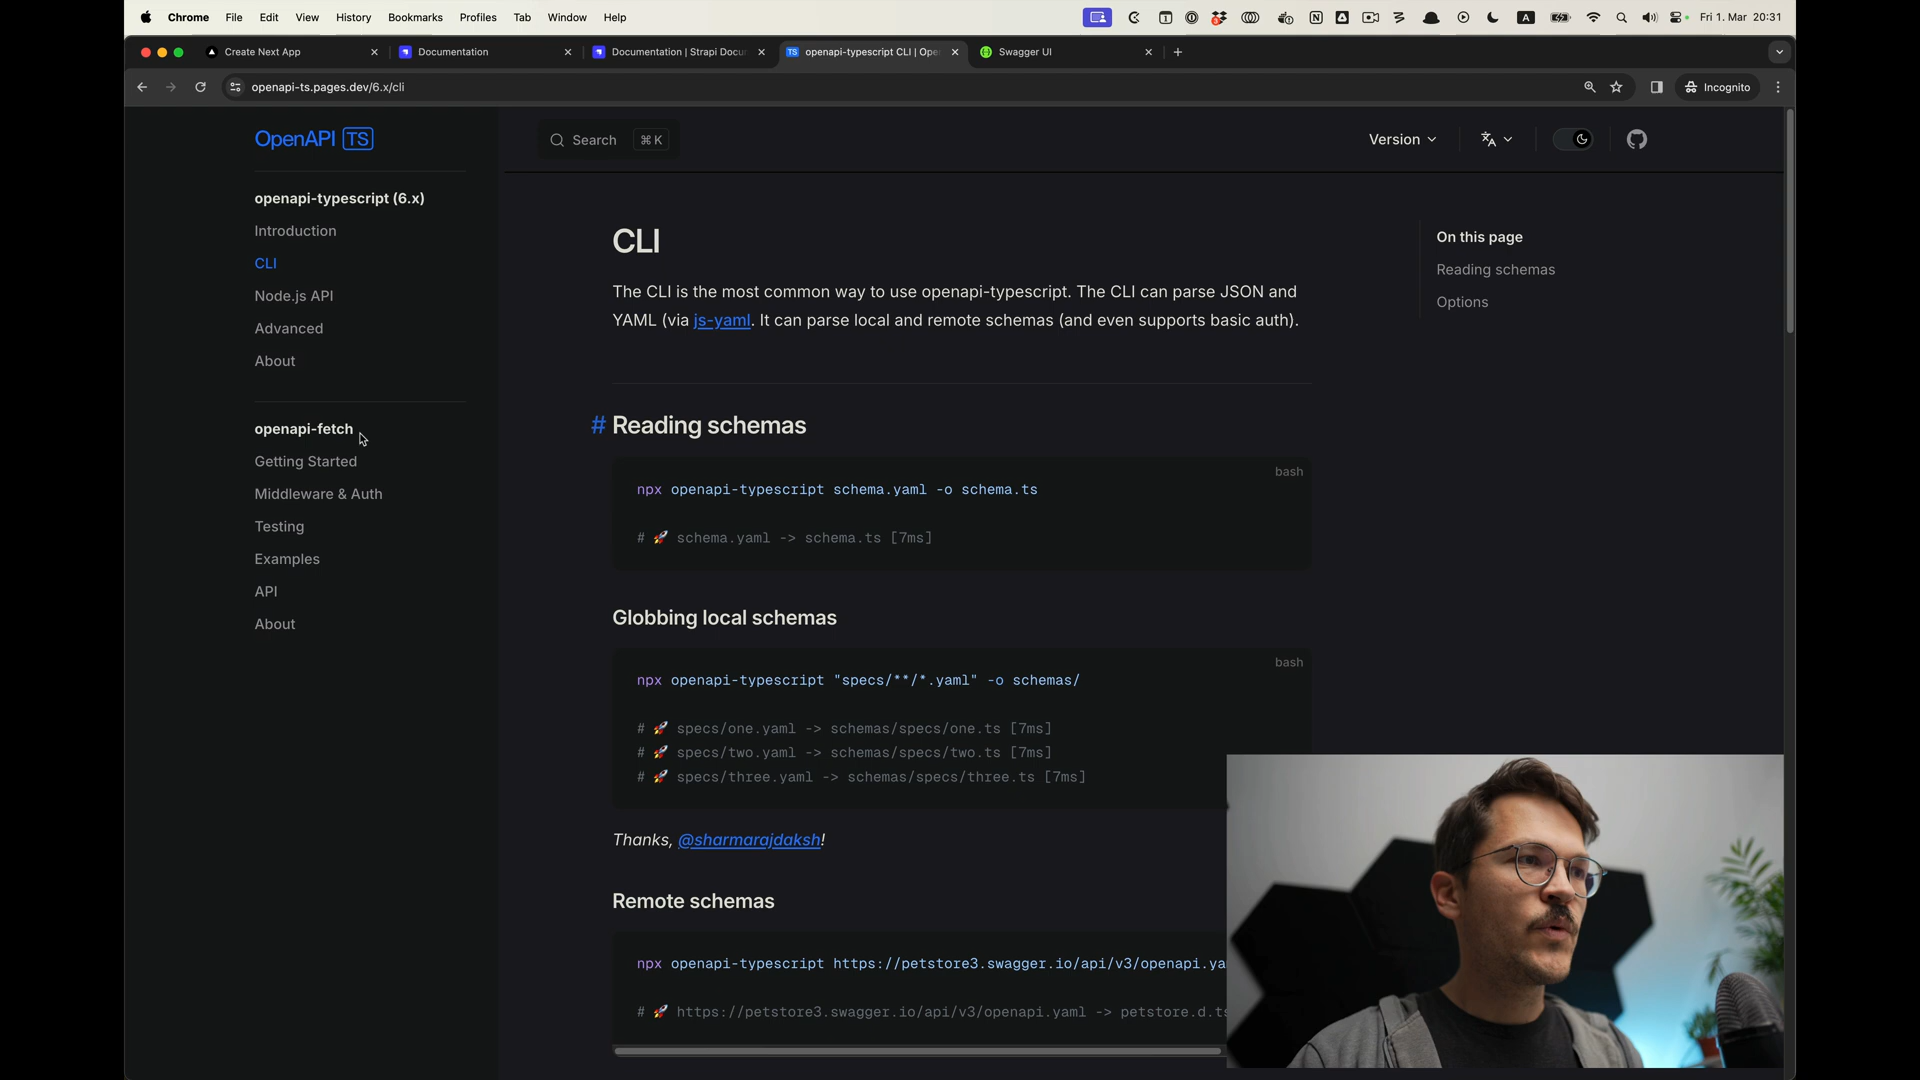 Chrome File Edit View History Bookmarks Profiles Tab Window Help A Fri 1. Mar 20:31
Create Next App Documentation Documentation | Strapi Docu TS openapi-typescript CLI | Ope Swagger UI
openapi-ts.pages.dev/6.x/cli Incognito
OpenAPI TS
Search ⌘ K
Version
openapi-typescript (6.x)
Introduction
CLI
Node.js API
Advanced
About
openapi-fetch
Getting Started
Middleware & Auth
Testing
Examples
API
About
CLI
The CLI is the most common way to use openapi-typescript. The CLI can parse JSON and
YAML (via js-yaml. It can parse local and remote schemas (and even supports basic auth).
# Reading schemas
bash
npx openapi-typescript schema.yaml -o schema.ts
# 🚀 schema.yaml -> schema.ts [7ms]
Globbing local schemas
bash
npx openapi-typescript "specs/**/*.yaml" -o schemas/
# 🚀 specs/one.yaml -> schemas/specs/one.ts [7ms]
# 🚀 specs/two.yaml -> schemas/specs/two.ts [7ms]
# 🚀 specs/three.yaml -> schemas/specs/three.ts [7ms]
Thanks, @sharmarajdaksh!
Remote schemas
npx openapi-typescript https://petstore3.swagger.io/api/v3/openapi.ya
# 🚀 https://petstore3.swagger.io/api/v3/openapi.yaml -> petstore.d.ts
On this page
Reading schemas
Options